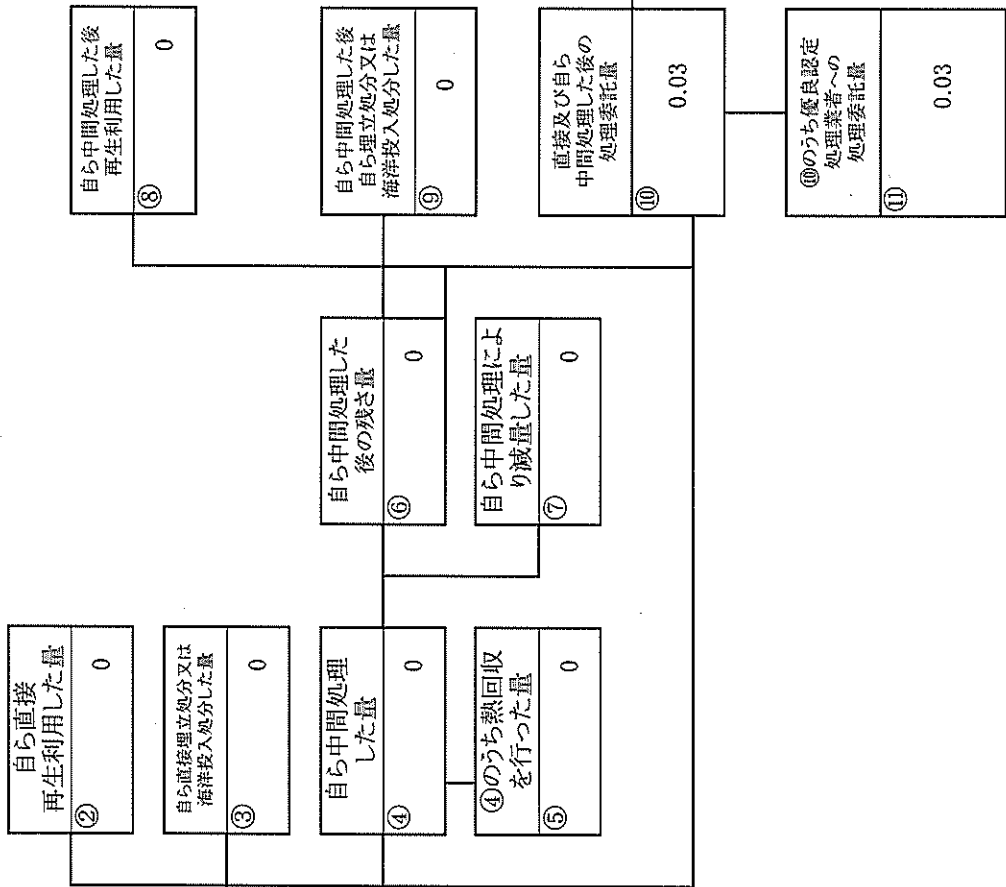 自ら直接
再生利用した量
②
0
自ら直接埋立処分又は
海洋投入処分した量
③
0
自ら中間処理
した量
④
0
④のうち熱回収
を行った量
⑤
0
自ら中間処理した
後の残さ量
⑥
0
自ら中間処理によ
り減量した量
⑦
0
自ら中間処理した後
再生利用した量
⑧
0
自ら中間処理した後
自ら埋立処分又は
海洋投入処分した量
⑨
0
直接及び自ら
中間処理した後の
処理委託量
⑩
0.03
⑩のうち優良認定
処理業者への
処理委託量
⑪
0.03